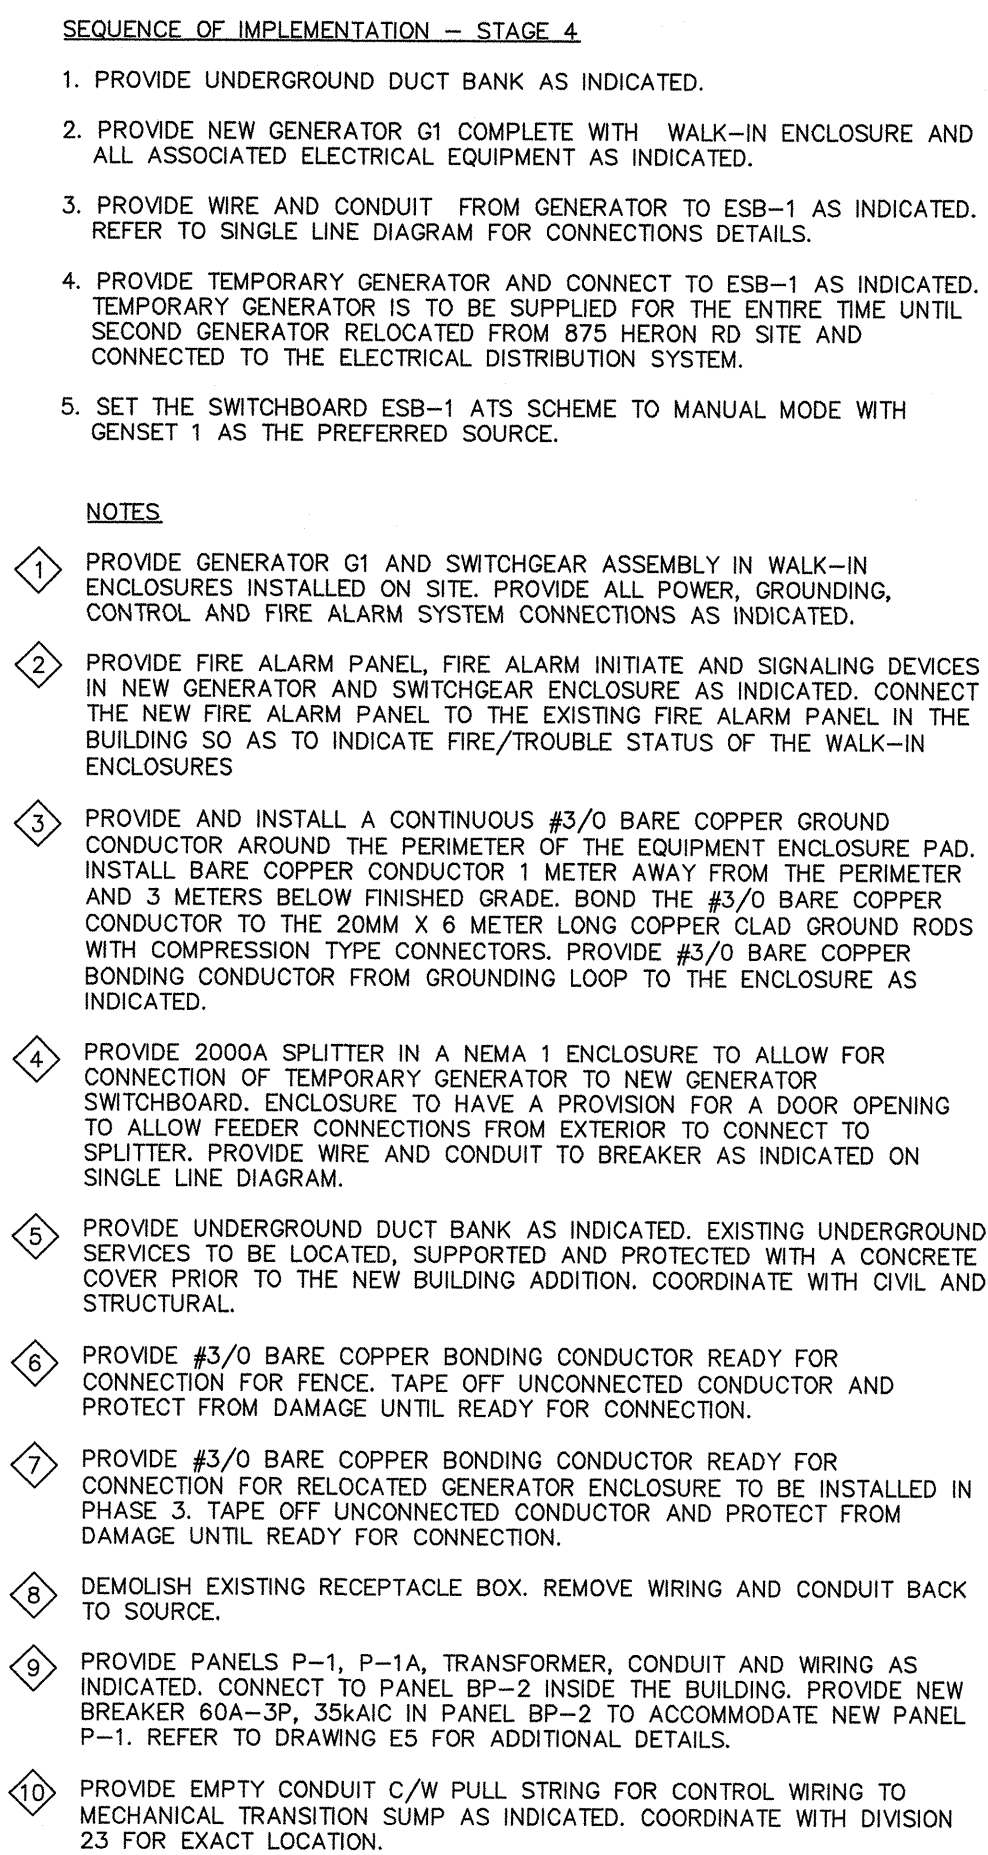 SEQUENCE OF IMPLEMENTATION – STAGE 4
1. PROVIDE UNDERGROUND DUCT BANK AS INDICATED.
2. PROVIDE NEW GENERATOR G1 COMPLETE WITH WALK–IN ENCLOSURE AND
ALL ASSOCIATED ELECTRICAL EQUIPMENT AS INDICATED.
3. PROVIDE WIRE AND CONDUIT FROM GENERATOR TO ESB–1 AS INDICATED.
REFER TO SINGLE LINE DIAGRAM FOR CONNECTIONS DETAILS.
4. PROVIDE TEMPORARY GENERATOR AND CONNECT TO ESB–1 AS INDICATED.
TEMPORARY GENERATOR IS TO BE SUPPLIED FOR THE ENTIRE TIME UNTIL
SECOND GENERATOR RELOCATED FROM 875 HERON RD SITE AND
CONNECTED TO THE ELECTRICAL DISTRIBUTION SYSTEM.
5. SET THE SWITCHBOARD ESB–1 ATS SCHEME TO MANUAL MODE WITH
GENSET 1 AS THE PREFERRED SOURCE.
NOTES
1 PROVIDE GENERATOR G1 AND SWITCHGEAR ASSEMBLY IN WALK–IN
ENCLOSURES INSTALLED ON SITE. PROVIDE ALL POWER, GROUNDING,
CONTROL AND FIRE ALARM SYSTEM CONNECTIONS AS INDICATED.
2 PROVIDE FIRE ALARM PANEL, FIRE ALARM INITIATE AND SIGNALING DEVICES
IN NEW GENERATOR AND SWITCHGEAR ENCLOSURE AS INDICATED. CONNECT
THE NEW FIRE ALARM PANEL TO THE EXISTING FIRE ALARM PANEL IN THE
BUILDING SO AS TO INDICATE FIRE/TROUBLE STATUS OF THE WALK–IN
ENCLOSURES
3 PROVIDE AND INSTALL A CONTINUOUS #3/0 BARE COPPER GROUND
CONDUCTOR AROUND THE PERIMETER OF THE EQUIPMENT ENCLOSURE PAD.
INSTALL BARE COPPER CONDUCTOR 1 METER AWAY FROM THE PERIMETER
AND 3 METERS BELOW FINISHED GRADE. BOND THE #3/0 BARE COPPER
CONDUCTOR TO THE 20MM X 6 METER LONG COPPER CLAD GROUND RODS
WITH COMPRESSION TYPE CONNECTORS. PROVIDE #3/0 BARE COPPER
BONDING CONDUCTOR FROM GROUNDING LOOP TO THE ENCLOSURE AS
INDICATED.
4 PROVIDE 2000A SPLITTER IN A NEMA 1 ENCLOSURE TO ALLOW FOR
CONNECTION OF TEMPORARY GENERATOR TO NEW GENERATOR
SWITCHBOARD. ENCLOSURE TO HAVE A PROVISION FOR A DOOR OPENING
TO ALLOW FEEDER CONNECTIONS FROM EXTERIOR TO CONNECT TO
SPLITTER. PROVIDE WIRE AND CONDUIT TO BREAKER AS INDICATED ON
SINGLE LINE DIAGRAM.
5 PROVIDE UNDERGROUND DUCT BANK AS INDICATED. EXISTING UNDERGROUND
SERVICES TO BE LOCATED, SUPPORTED AND PROTECTED WITH A CONCRETE
COVER PRIOR TO THE NEW BUILDING ADDITION. COORDINATE WITH CIVIL AND
STRUCTURAL.
6 PROVIDE #3/0 BARE COPPER BONDING CONDUCTOR READY FOR
CONNECTION FOR FENCE. TAPE OFF UNCONNECTED CONDUCTOR AND
PROTECT FROM DAMAGE UNTIL READY FOR CONNECTION.
7 PROVIDE #3/0 BARE COPPER BONDING CONDUCTOR READY FOR
CONNECTION FOR RELOCATED GENERATOR ENCLOSURE TO BE INSTALLED IN
PHASE 3. TAPE OFF UNCONNECTED CONDUCTOR AND PROTECT FROM
DAMAGE UNTIL READY FOR CONNECTION.
8 DEMOLISH EXISTING RECEPTACLE BOX. REMOVE WIRING AND CONDUIT BACK
TO SOURCE.
9 PROVIDE PANELS P–1, P–1A, TRANSFORMER, CONDUIT AND WIRING AS
INDICATED. CONNECT TO PANEL BP–2 INSIDE THE BUILDING. PROVIDE NEW
BREAKER 60A–3P, 35kAIC IN PANEL BP–2 TO ACCOMMODATE NEW PANEL
P–1. REFER TO DRAWING E5 FOR ADDITIONAL DETAILS.
10 PROVIDE EMPTY CONDUIT C/W PULL STRING FOR CONTROL WIRING TO
MECHANICAL TRANSITION SUMP AS INDICATED. COORDINATE WITH DIVISION
23 FOR EXACT LOCATION.